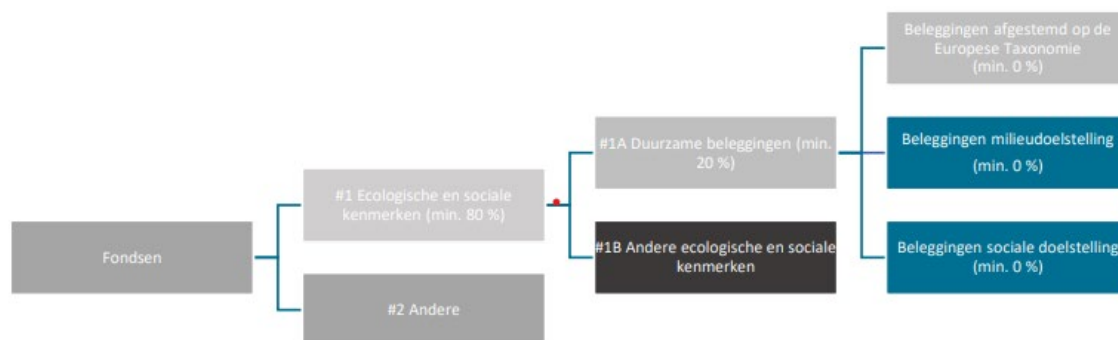 Fondsen
#1 Ecologische en sociale
kenmerken (min. 80 %)
#2 Andere
#1A Duurzame beleggingen (min.
20 %)
#1B Andere ecologische en sociale
kenmerken
Beleggingen afgestemd op de
Europese Taxonomie
(min. 0 %)
Beleggingen milieudoelstelling
(min. 0 %)
Beleggingen sociale doelstelling
(min. 0 %)